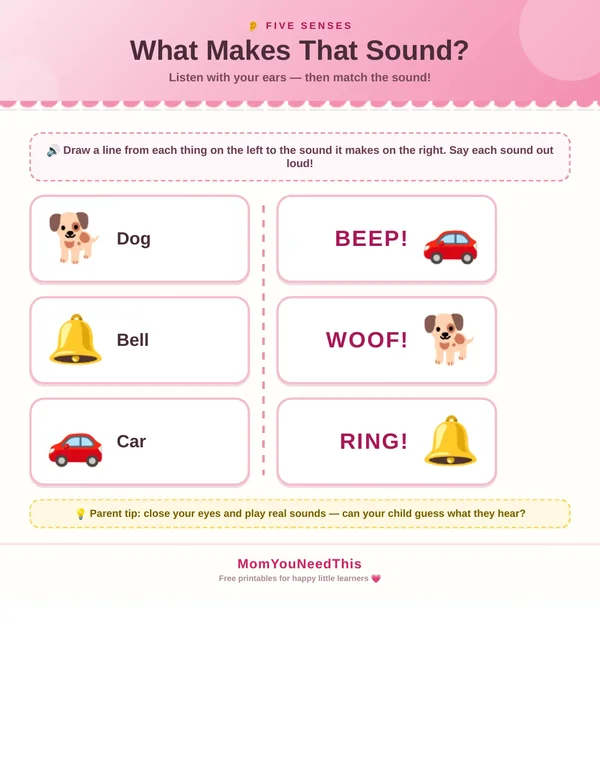 👂 FIVE SENSES
What Makes That Sound?
Listen with your ears — then match the sound!
🔊 Draw a line from each thing on the left to the sound it makes on the right. Say each sound out
loud!
Dog
BEEP!
Bell
WOOF!
Car
RING!
💡 Parent tip: close your eyes and play real sounds — can your child guess what they hear?
MomYouNeedThis
Free printables for happy little learners 💗